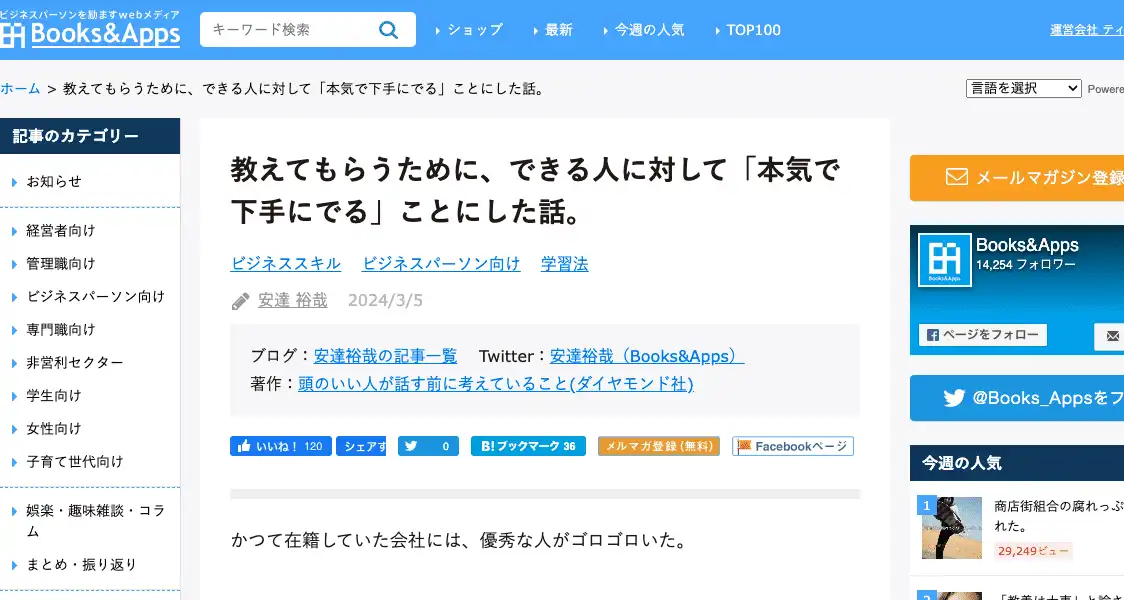 ビジネスパーソンを励ますwebメディア
Books&Apps
キーワード検索
ショップ
最新
今週の人気
TOP100
運営会社 ティ
ホーム > 教えてもらうために、できる人に対して「本気で下手にでる」ことにした話。
言語を選択
Powere
記事のカテゴリー
お知らせ
経営者向け
管理職向け
ビジネスパーソン向け
専門職向け
非営利セクター
学生向け
女性向け
子育て世代向け
娯楽・趣味雑談・コラ
ム
まとめ・振り返り
教えてもらうために、できる人に対して「本気で
下手にでる」ことにした話。
ビジネススキル ビジネスパーソン向け 学習法
安達 裕哉 2024/3/5
ブログ：安達裕哉の記事一覧 Twitter：安達裕哉（Books&Apps）
著作：頭のいい人が話す前に考えていること(ダイヤモンド社)
いいね！ 120
シェアす
0
B!ブックマーク 36
メルマガ登録(無料)
Facebookページ
かつて在籍していた会社には、優秀な人がゴロゴロいた。
メールマガジン登録
Books&Apps
14,254 フォロワー
Books&Apps
ページをフォロー
@Books_Appsをフ
今週の人気
1
商店街組合の腐れっぷ
れた。
29,249ビュー
2